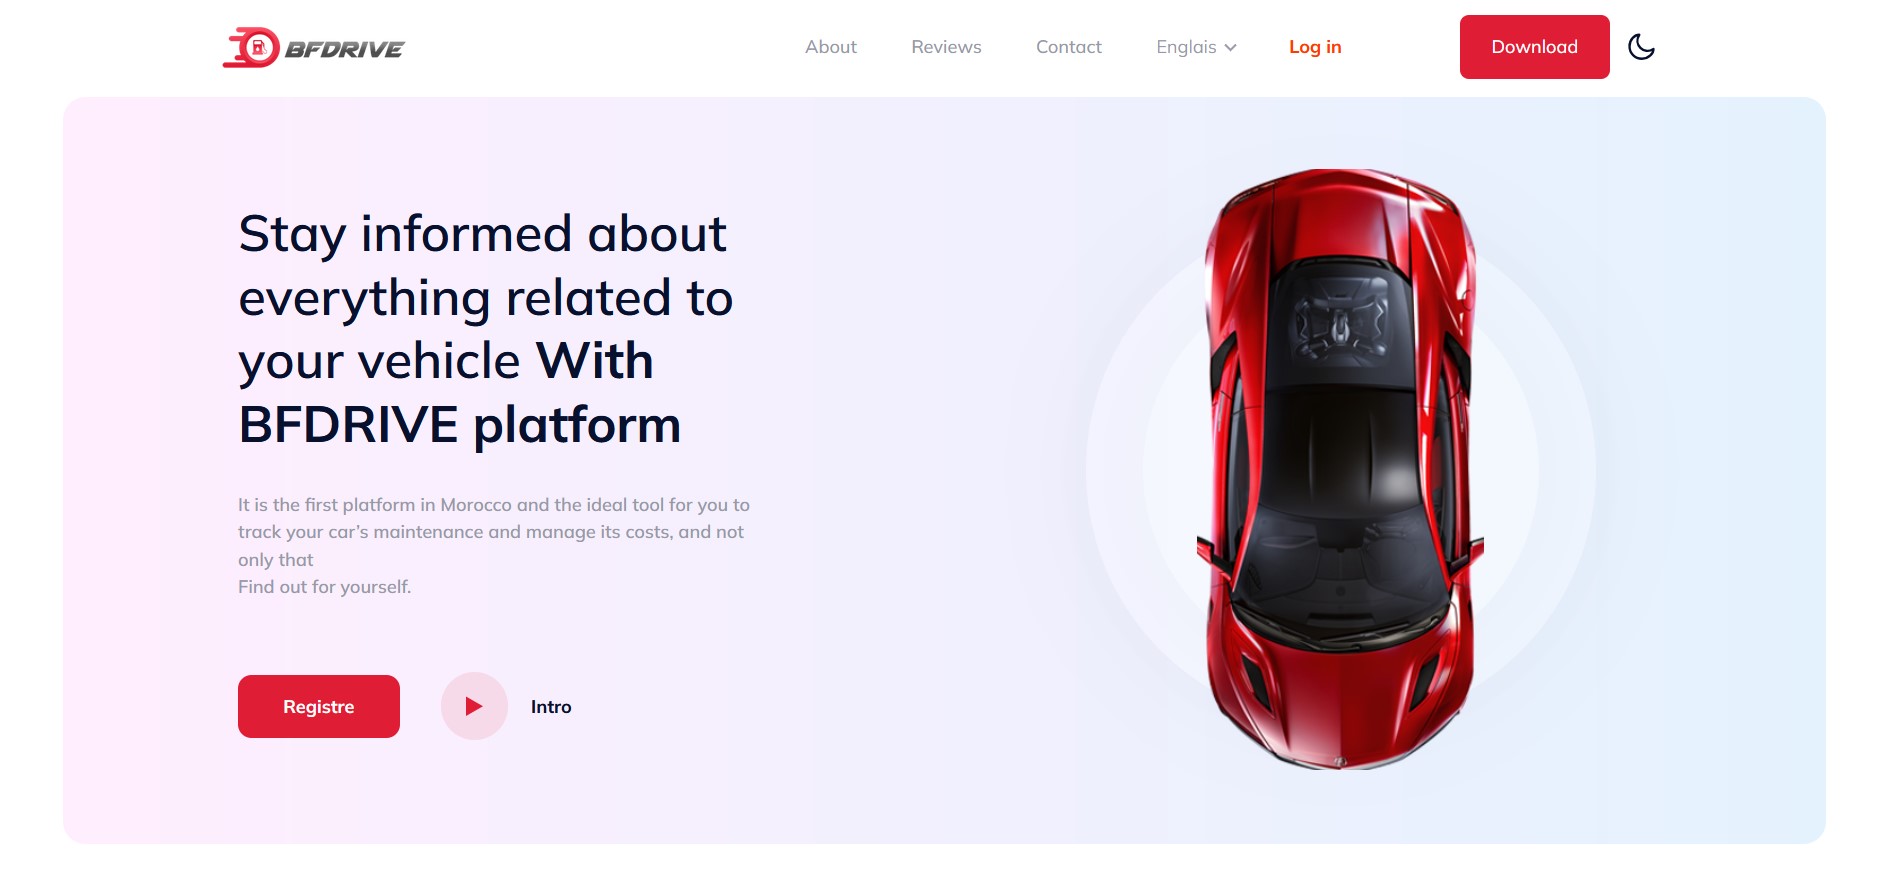 BFDRIVE
About
Reviews
Contact
Englais
Log in
Download
Stay informed about
everything related to
your vehicle With
BFDRIVE platform
It is the first platform in Morocco and the ideal tool for you to
track your car’s maintenance and manage its costs, and not
only that
Find out for yourself.
Registre
Intro